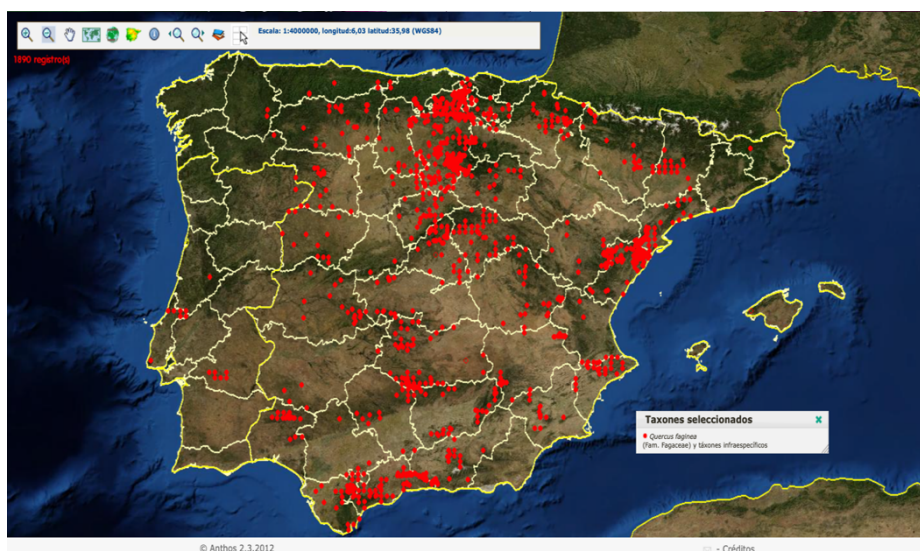 Escala: 1:4000000, longitud:6,03 latitud:35,98 (WGS84)
1890 registro(s)
Taxones seleccionados
Quercus faginea
(Fam. Fagaceae) y táxones infraespecíficos
© Anthos 2.3.2012
- Créditos